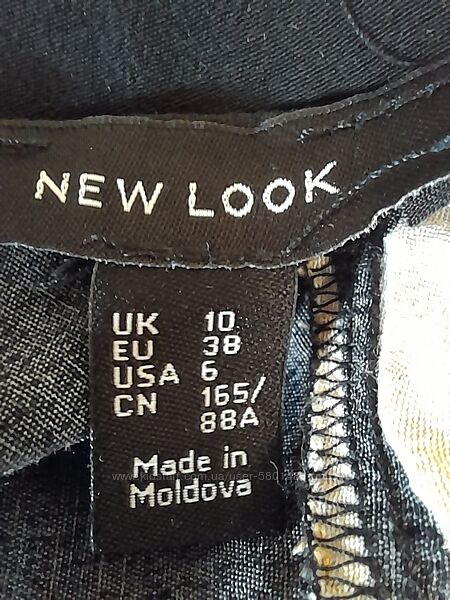 NEW LOOK
UK 10
EU 38
USA 6
CN 165/
88A
Made in
Moldova